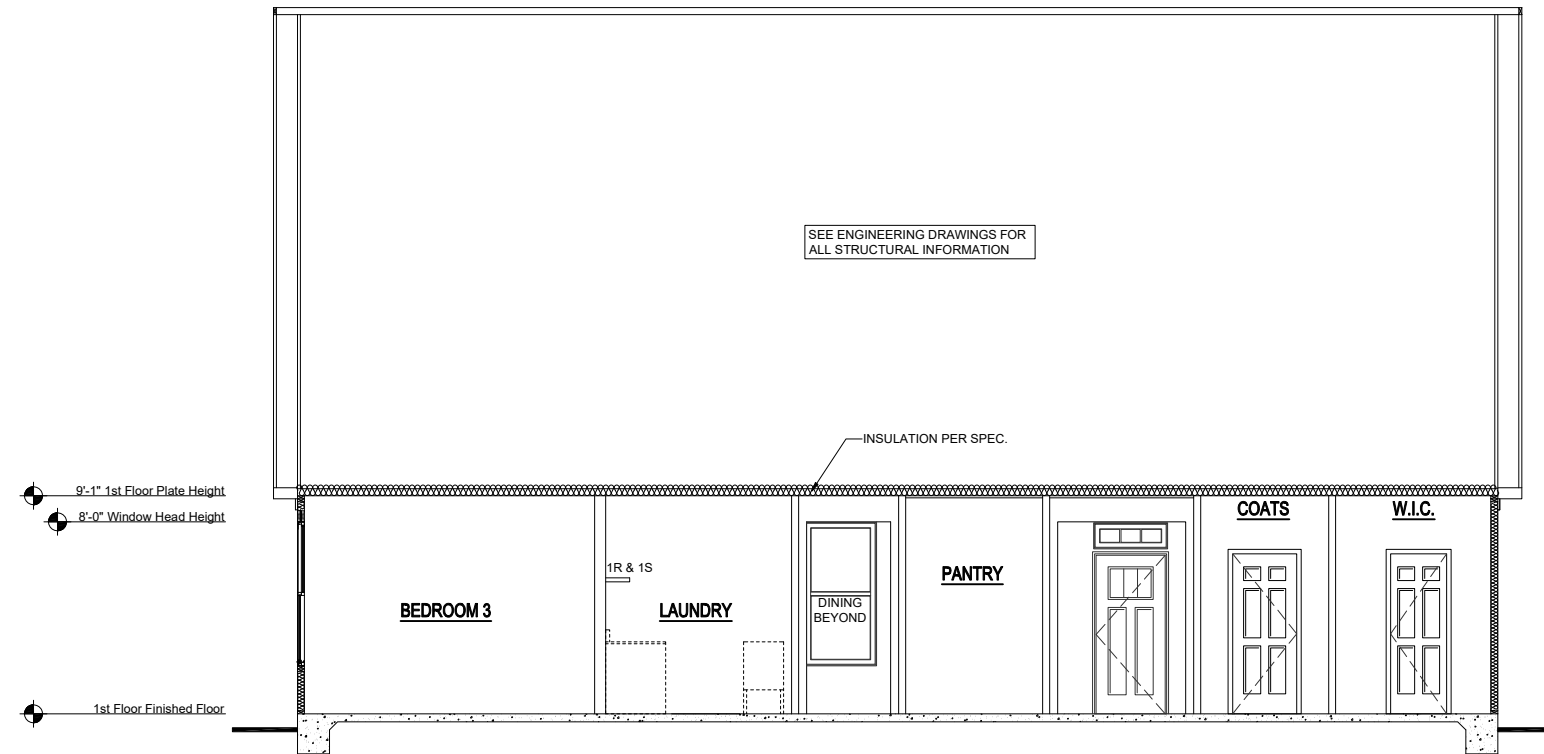 SEE ENGINEERING DRAWINGS FOR
ALL STRUCTURAL INFORMATION
INSULATION PER SPEC.
9'-1" 1st Floor Plate Height
8'-0" Window Head Height
COATS
W.I.C.
1R & 1S
PANTRY
BEDROOM 3
LAUNDRY
DINING
BEYOND
1st Floor Finished Floor